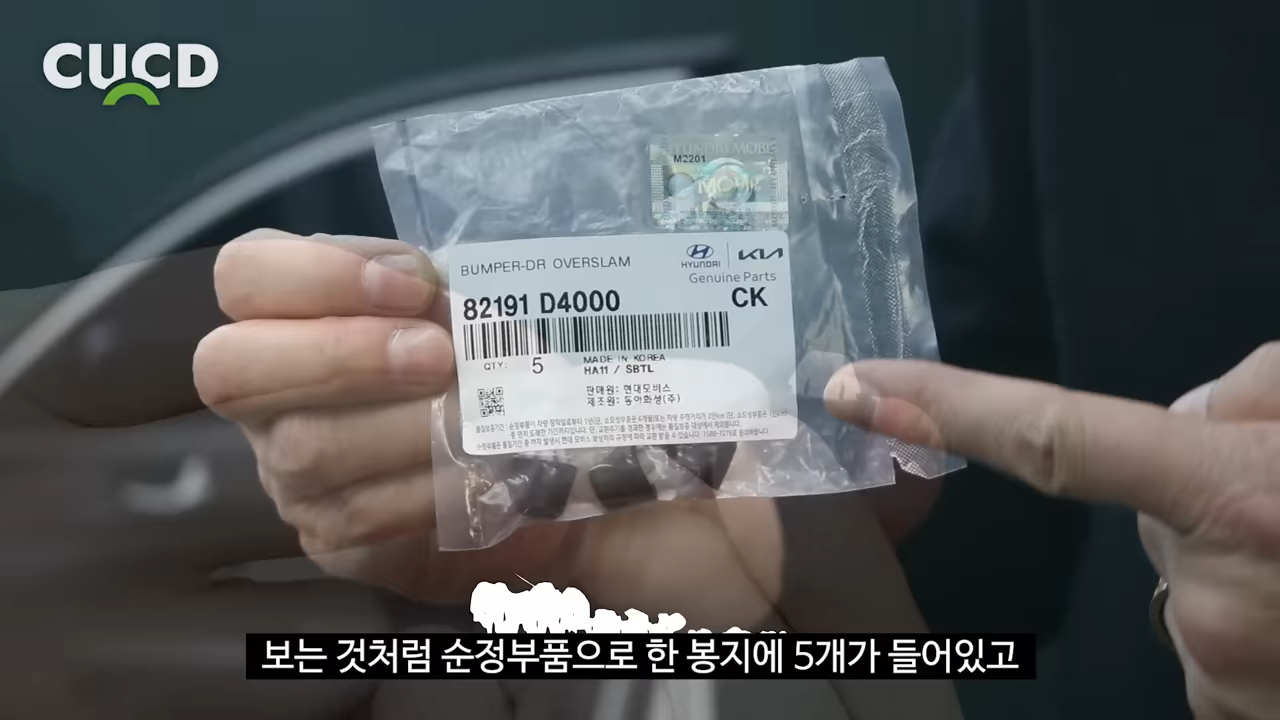 CUCD
HYUNDAI MOBIS
M2201
MOBIS
BUMPER-DR OVERSLAM
HYUNDAI
KIA
Genuine Parts
82191 D4000
CK
QTY: 5
MADE IN KOREA
HA11 / SBTL
판매원: 현대모비스
제조원: 동아화성(주)
보는 것처럼 순정부품으로 한 봉지에 5개가 들어있고